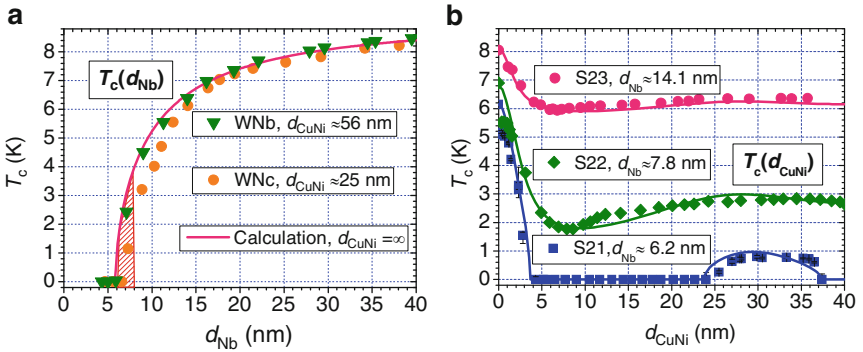 a
T_c (K)
8
7
6
5
4
3
2
1
0
T_c(d_Nb)
WNb, d_CuNi ≈56 nm
WNc, d_CuNi ≈25 nm
Calculation, d_CuNi =∞
0 5 10 15 20 25 30 35 40
d_Nb (nm)
b
T_c (K)
9
8
7
6
5
4
3
2
1
0
S23, d_Nb≈14.1 nm
S22, d_Nb≈7.8 nm
T_c(d_CuNi)
S21,d_Nb≈ 6.2 nm
0 5 10 15 20 25 30 35 40
d_CuNi (nm)